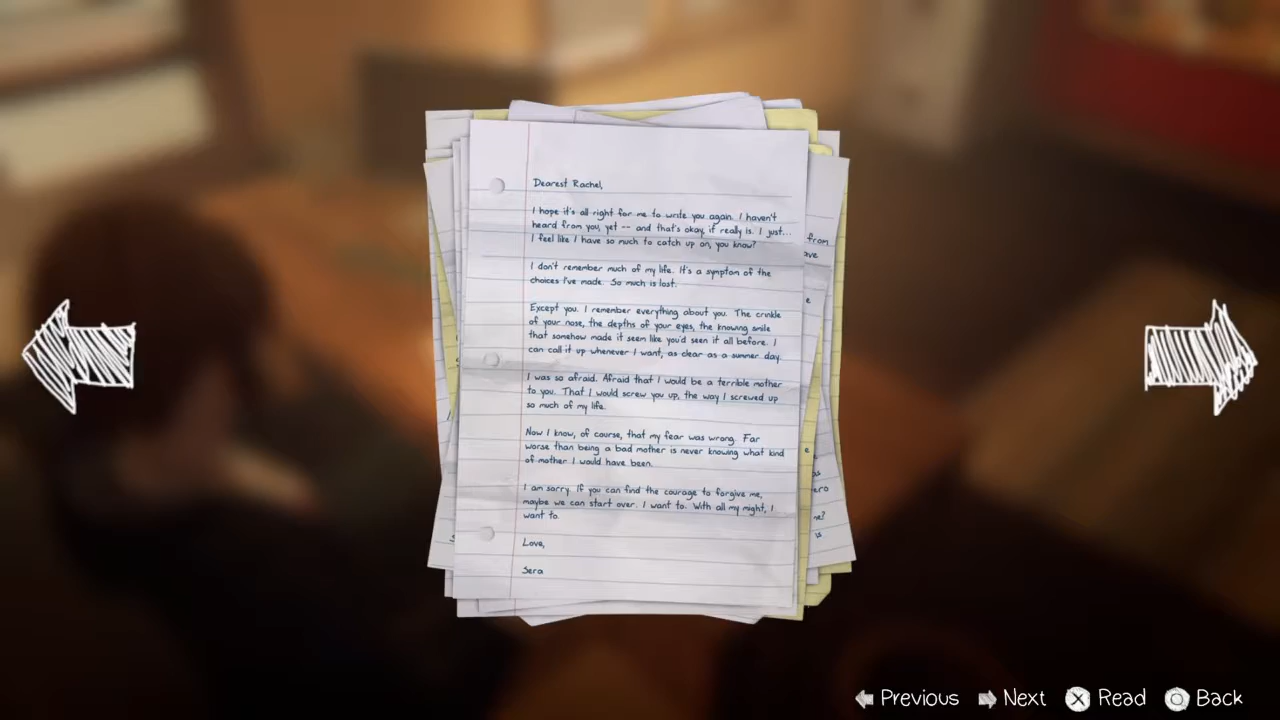 Dearest Rachel,
I hope it's all right for me to write you again. I haven't
heard from you, yet -- and that's okay, it really is. I just...
I feel like I have so much to catch up on, you know?
I don't remember much of my life. It's a symptom of the
choices I've made. So much is lost.
Except you. I remember everything about you. The crinkle
of your nose, the depths of your eyes, the knowing smile
that somehow made it seem like you'd seen it all before. I
can call it up whenever I want, as clear as a summer day.
I was so afraid. Afraid that I would be a terrible mother
to you. That I would screw you up, the way I screwed up
so much of my life.
Now I know, of course, that my fear was wrong. Far
worse than being a bad mother is never knowing what kind
of mother I would have been.
I am sorry. If you can find the courage to forgive me,
maybe we can start over. I want to. With all my might, I
want to.
Love,
Sera
from
ave
e
e
as
ero
me?
is
Previous Next Read Back